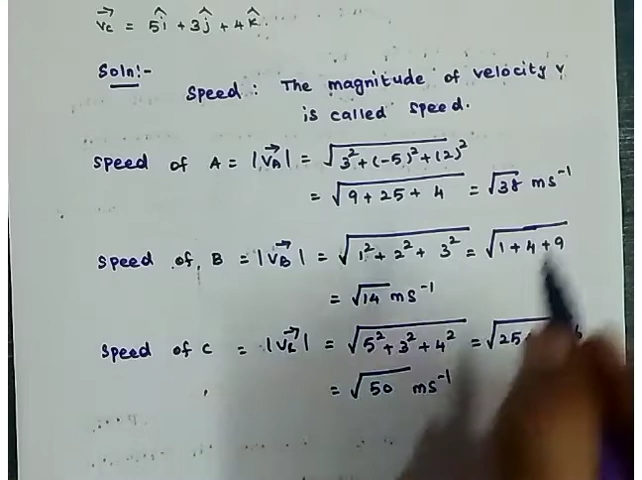 v⃗c = 5î + 3ĵ + 4k̂
Soln:-
Speed : The magnitude of velocity v
is called speed.
Speed of A = |v⃗A| = √3² + (-5)² + (2)²
= √9 + 25 + 4 = √38 ms⁻¹
Speed of B = |v⃗B| = √1² + 2² + 3² = √1 + 4 + 9
= √14 ms⁻¹
Speed of C = |v⃗c| = √5² + 3² + 4² = √25
= √50 ms⁻¹